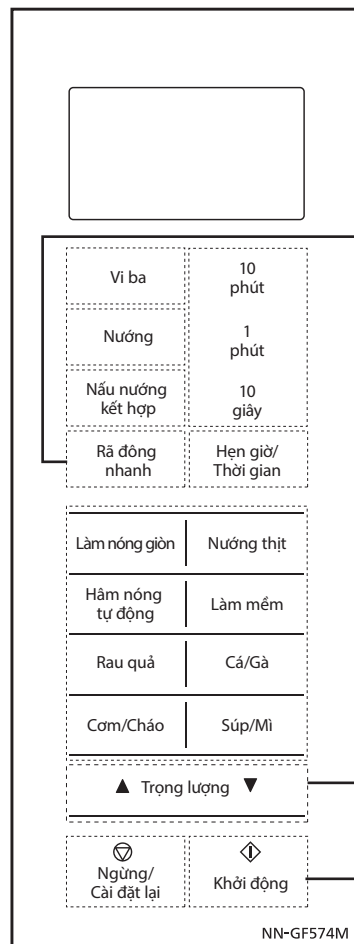 Vi ba
10
phút
Nướng
1
phút
Nấu nướng
kết hợp
10
giây
Rã đông
nhanh
Hẹn giờ/
Thời gian
Làm nóng giòn
Nướng thịt
Hâm nóng
tự động
Làm mềm
Rau quả
Cá/Gà
Cơm/Cháo
Súp/Mì
▲ Trọng lượng ▼
Ngừng/
Cài đặt lại
Khởi động
NN-GF574M